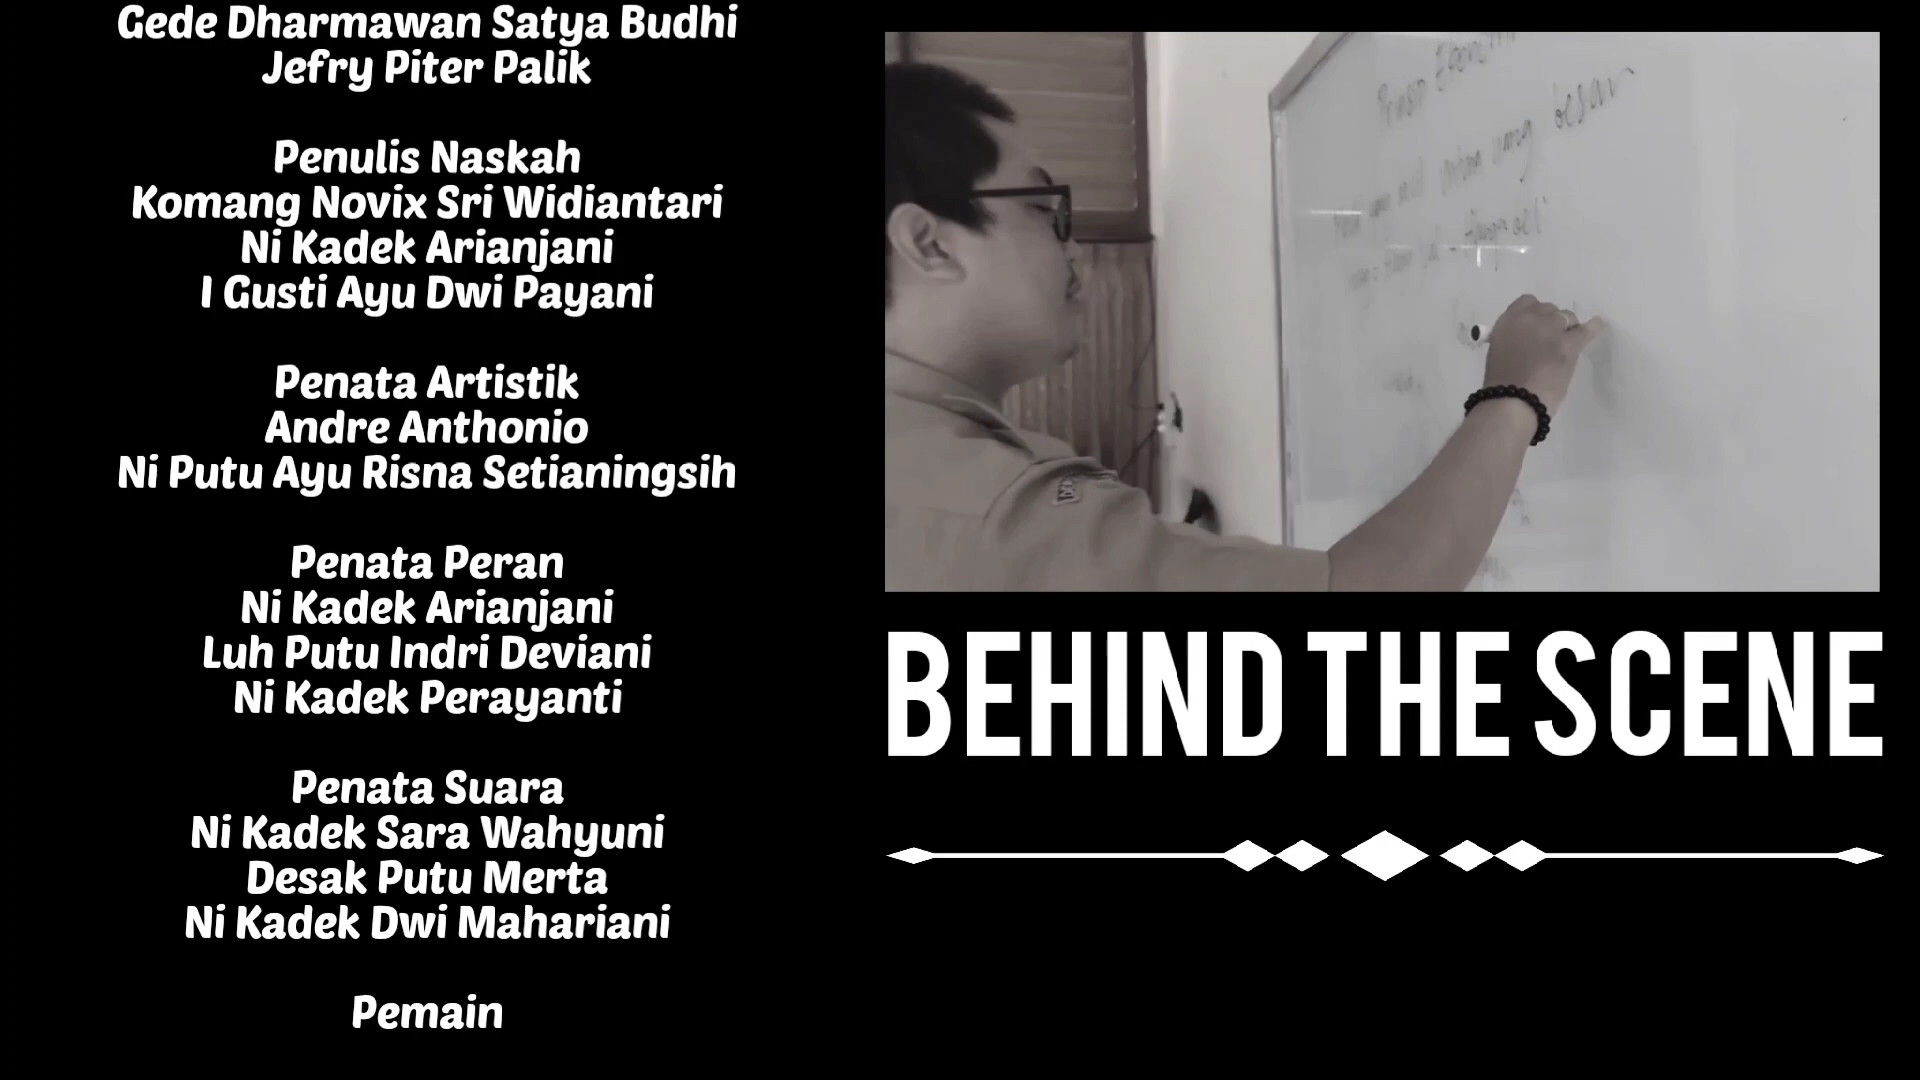 Gede Dharmawan Satya Budhi
Jefry Piter Palik
Penulis Naskah
Komang Novix Sri Widiantari
Ni Kadek Arianjani
I Gusti Ayu Dwi Payani
Penata Artistik
Andre Anthonio
Ni Putu Ayu Risna Setianingsih
Penata Peran
Ni Kadek Arianjani
Luh Putu Indri Deviani
Ni Kadek Perayanti
Penata Suara
Ni Kadek Sara Wahyuni
Desak Putu Merta
Ni Kadek Dwi Mahariani
Pemain
besar
BEHIND THE SCENE